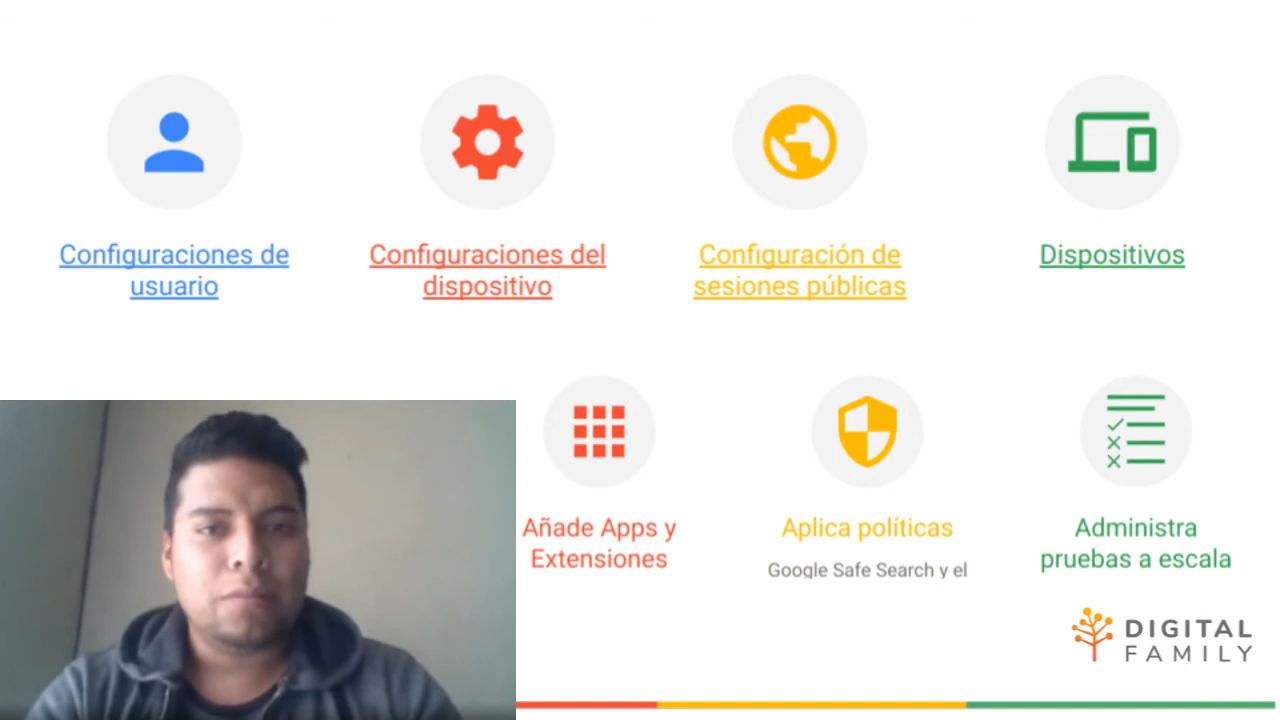 Configuraciones de
usuario
Configuraciones del
dispositivo
Configuración de
sesiones públicas
Dispositivos
Añade Apps y
Extensiones
Aplica políticas
Google Safe Search y el
Administra
pruebas a escala
DIGITAL
FAMILY